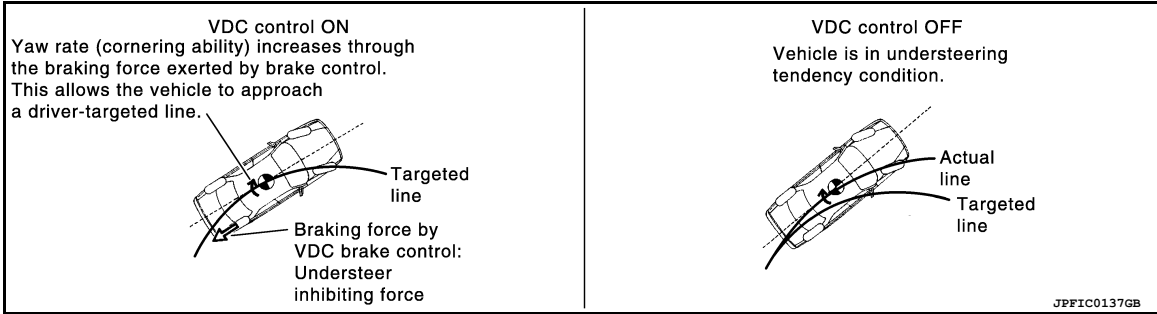 VDC control ON
Yaw rate (cornering ability) increases through
the braking force exerted by brake control.
This allows the vehicle to approach
a driver-targeted line.
Targeted
line
Braking force by
VDC brake control:
Understeer
inhibiting force
VDC control OFF
Vehicle is in understeering
tendency condition.
Actual
line
Targeted
line
JPFIC0137GB